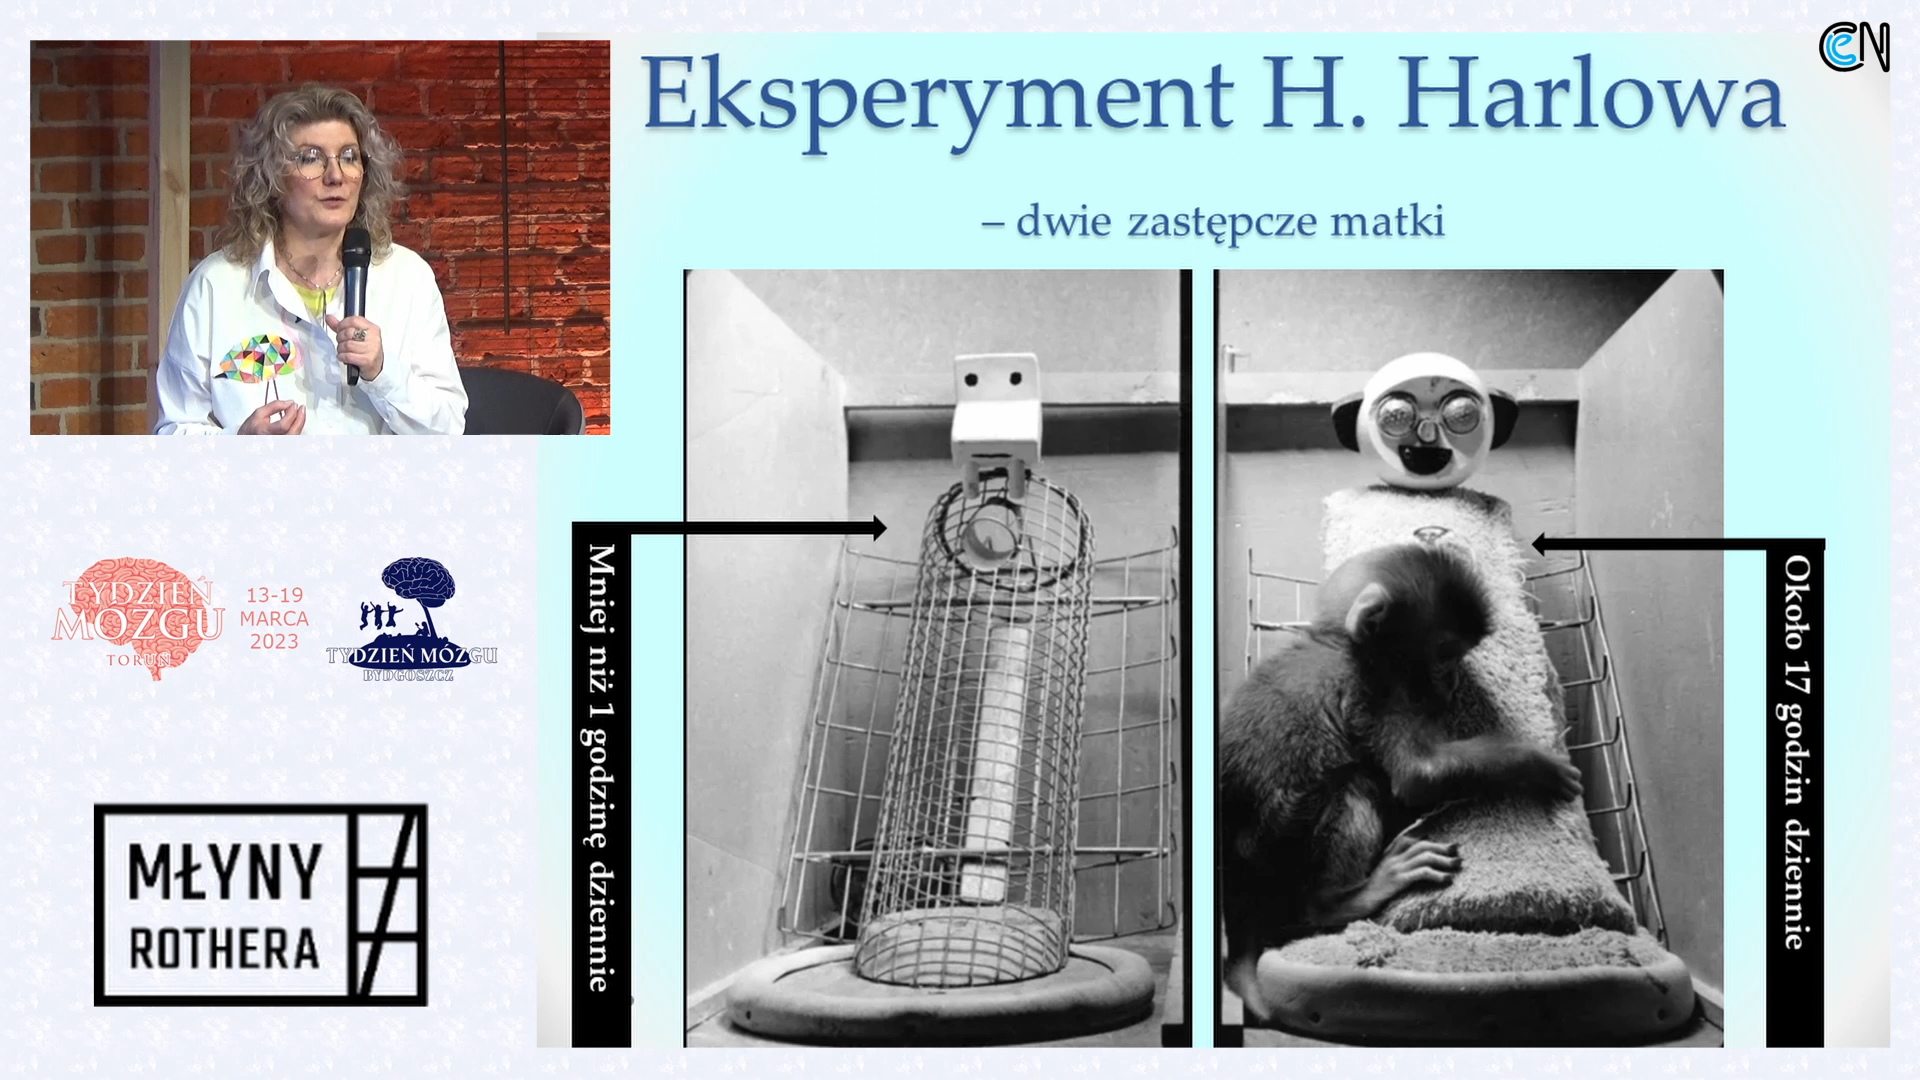 Eksperyment H. Harlowa
– dwie zastępcze matki
Mniej niż 1 godzinę dziennie
Około 17 godzin dziennie
TYDZIEŃ
MÓZGU
TORUŃ
13-19
MARCA
2023
TYDZIEŃ MÓZGU
BYDGOSZCZ
MŁYNY
ROTHERA
CeN